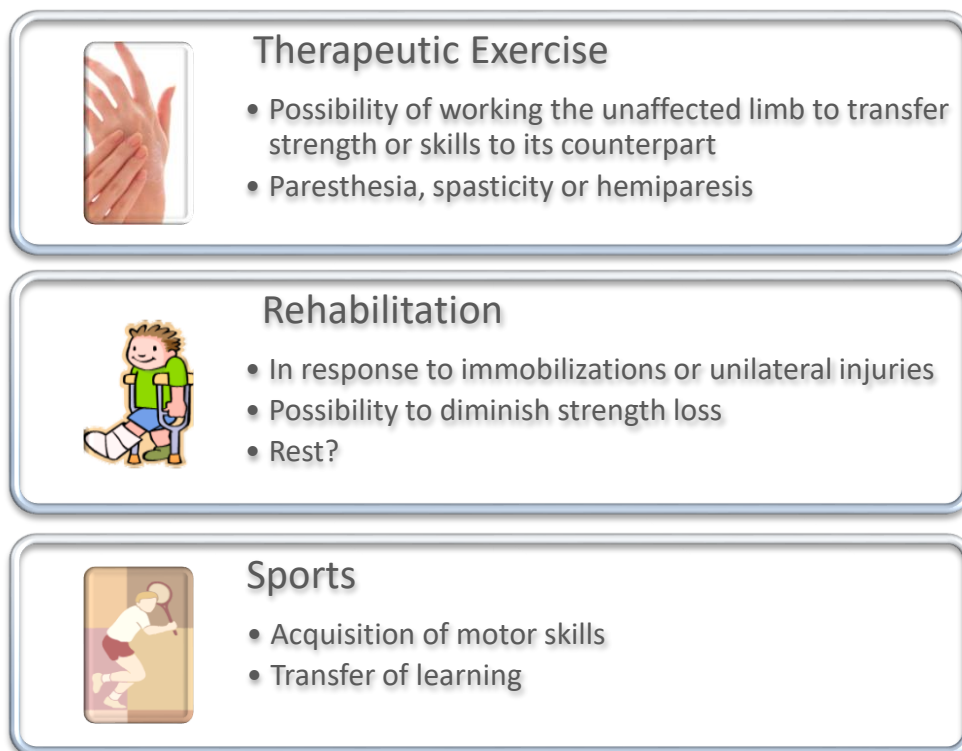 Therapeutic Exercise
• Possibility of working the unaffected limb to transfer
strength or skills to its counterpart
• Paresthesia, spasticity or hemiparesis
Rehabilitation
• In response to immobilizations or unilateral injuries
• Possibility to diminish strength loss
• Rest?
Sports
• Acquisition of motor skills
• Transfer of learning